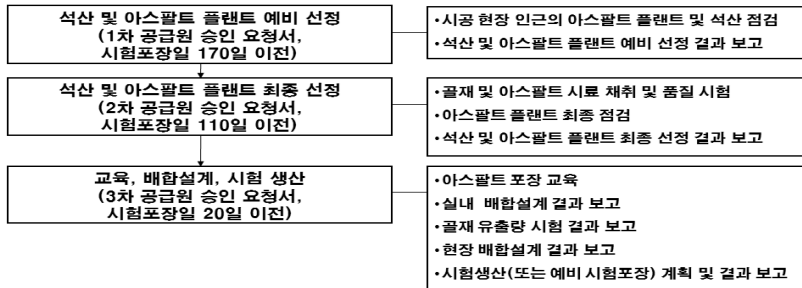 석산 및 아스팔트 플랜트 예비 선정
(1차 공급원 승인 요청서,
시험포장일 170일 이전)
•시공 현장 인근의 아스팔트 플랜트 및 석산 점검
•석산 및 아스팔트 플랜트 예비 선정 결과 보고
석산 및 아스팔트 플랜트 최종 선정
(2차 공급원 승인 요청서,
시험포장일 110일 이전)
•골재 및 아스팔트 시료 채취 및 품질 시험
•아스팔트 플랜트 최종 점검
•석산 및 아스팔트 플랜트 최종 선정 결과 보고
교육, 배합설계, 시험 생산
(3차 공급원 승인 요청서,
시험포장일 20일 이전)
•아스팔트 포장 교육
•실내 배합설계 결과 보고
•골재 유출량 시험 결과 보고
•현장 배합설계 결과 보고
•시험생산(또는 예비 시험포장) 계획 및 결과 보고